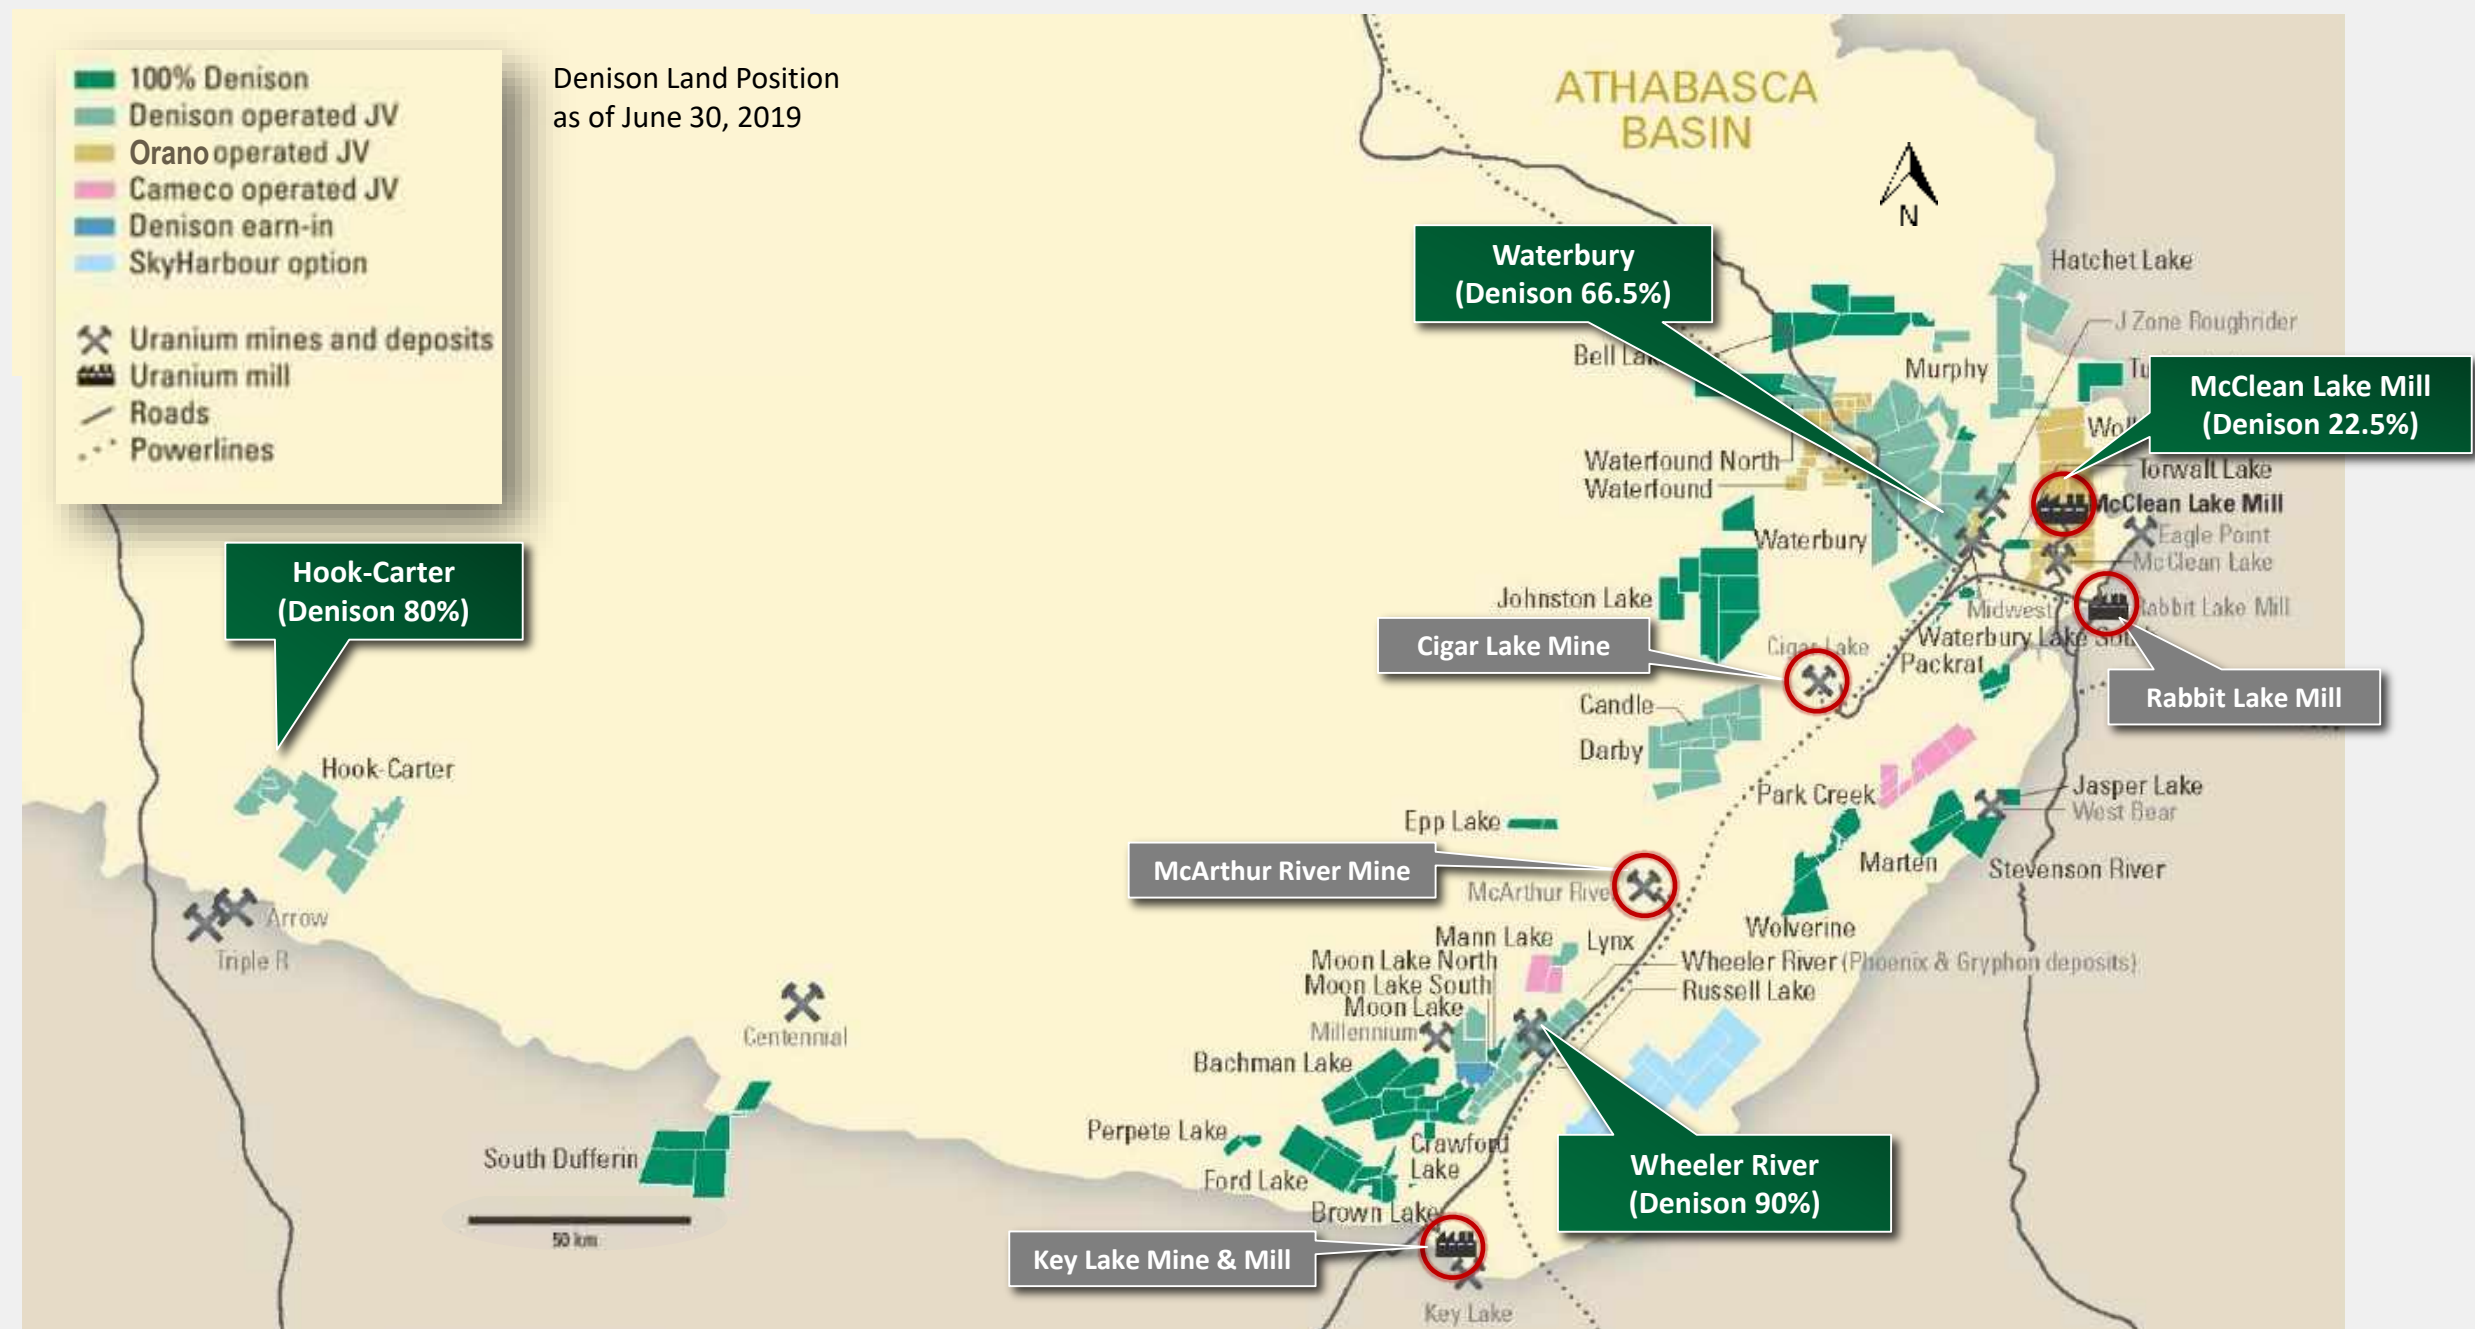 100% Denison
Denison operated JV
Orano operated JV
Cameco operated JV
Denison earn-in
SkyHarbour option
Uranium mines and deposits
Uranium mill
Roads
Powerlines
Denison Land Position
as of June 30, 2019
ATHABASCA
BASIN
N
Waterbury
(Denison 66.5%)
Hatchet Lake
J Zone Roughrider
Bell
Murphy
McClean Lake Mill
(Denison 22.5%)
Waterfound North
Waterfound
Torwalt Lake
McClean Lake Mill
Eagle Point
McClean Lake
Waterbury
Hook-Carter
(Denison 80%)
Johnston Lake
Midwest
Rabbit Lake Mill
Cigar Lake Mine
Cigar Lake
Waterbury Lake
Packrat
Rabbit Lake Mill
Candle
Darby
Hook-Carter
Park Creek
Jasper Lake
West Bear
Epp Lake
McArthur River Mine
McArthur
Marten
Stevenson River
Arrow
Triple R
Wolverine
Mann Lake
Lynx
Moon Lake North
Wheeler River (Phoenix & Gryphon deposits)
Moon Lake South
Russell Lake
Moon Lake
Millennium
Centennial
Bachman Lake
Perpete Lake
Crawford
Lake
South Dufferin
Ford Lake
Wheeler River
(Denison 90%)
Brown Lake
50 km
Key Lake Mine & Mill
Key Lake